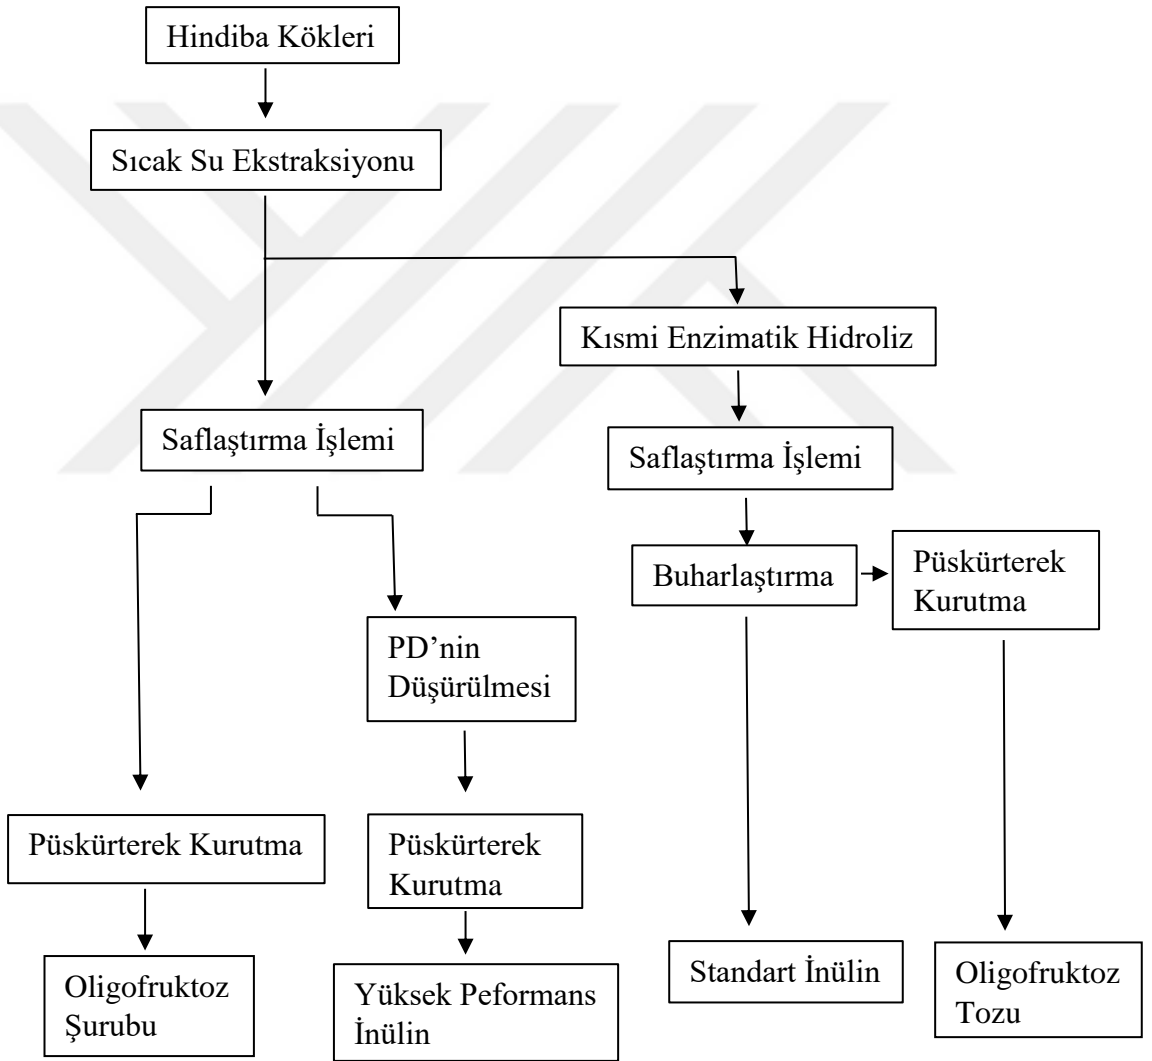 Hindiba Kökleri
Sıcak Su Ekstraksiyonu
Kısmi Enzimatik Hidroliz
Saflaştırma İşlemi
Saflaştırma İşlemi
Buharlaştırma
Püskürterek
Kurutma
PD’nin
Düşürülmesi
Püskürterek Kurutma
Püskürterek
Kurutma
Oligofruktoz
Şurubu
Yüksek Peformans
İnülin
Standart İnülin
Oligofruktoz
Tozu